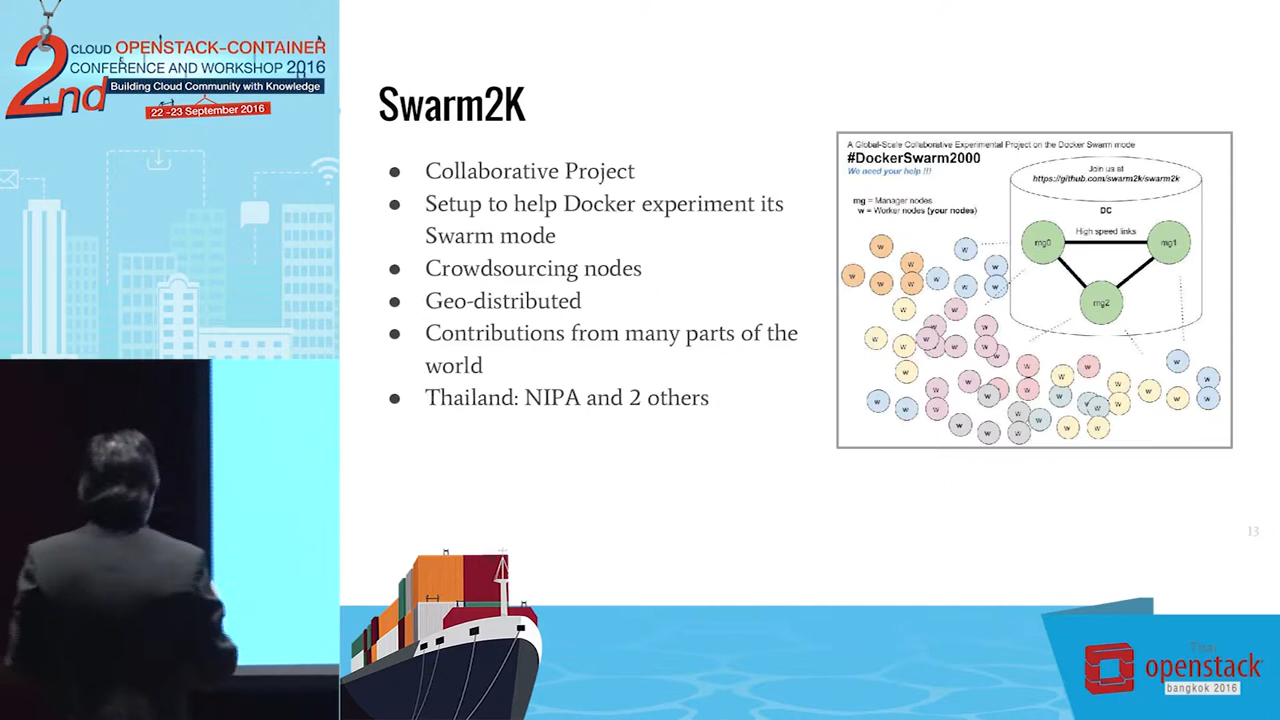 2nd
CLOUD OPENSTACK-CONTAINER
CONFERENCE AND WORKSHOP 2016
Building Cloud Community with Knowledge
22 -23 September 2016
Swarm2K
● Collaborative Project
● Setup to help Docker experiment its
Swarm mode
● Crowdsourcing nodes
● Geo-distributed
● Contributions from many parts of the
world
● Thailand: NIPA and 2 others
A Global-Scale Collaborative Experimental Project on the Docker Swarm mode
#DockerSwarm2000
We need your help !!!
Join us at
https://github.com/swarm2k/swarm2k
mg = Manager nodes
w = Worker nodes (your nodes)
DC
High speed links
mg0
mg1
mg2
w w w w w w w w w w w w w w w w w w w w w w w w w w w w w w w w w w w w w w w w w w w w w w w w
13
Thai
openstack
bangkok 2016